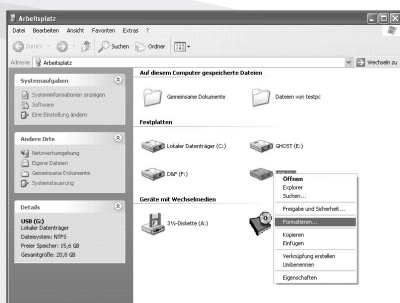 Arbeitsplatz
Datei Bearbeiten Ansicht Favoriten Extras ?
Zurück Suchen Ordner
Adresse Arbeitsplatz Wechseln zu
Systemaufgaben
Systeminformationen anzeigen
Software
Eine Einstellung ändern
Andere Orte
Netzwerkumgebung
Eigene Dateien
Gemeinsame Dokumente
Systemsteuerung
Details
USB (G:)
Lokaler Datenträger
Dateisystem: NTFS
Freier Speicher: 15,6 GB
Gesamtgröße: 20,8 GB
Auf diesem Computer gespeicherte Dateien
Gemeinsame Dokumente
Dateien von testpc
Festplatten
Lokaler Datenträger (C:)
GHOST (E:)
(F:)
Geräte mit Wechselmedien
3½-Diskette (A:)
Öffnen
Explorer
Suchen...
Freigabe und Sicherheit...
Formatieren...
Kopieren
Einfügen
Verknüpfung erstellen
Umbenennen
Eigenschaften